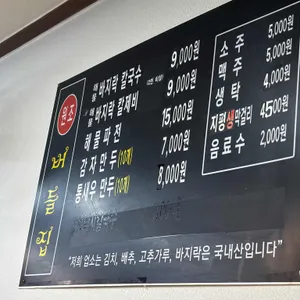 원조
버들집
해물 바지락 칼국수 9,000원
해물 바지락 칼제비 9,000원
해물파전 15,000원
감자만두(10개) 7,000원
통새우만두(10개) 8,000원
소주 5,000원
맥주 5,000원
생탁 4,000원
지평생막걸리 4500원
음료수 2,000원
"저희 업소는 김치, 배추, 고추가루, 바지락은 국내산입니다"